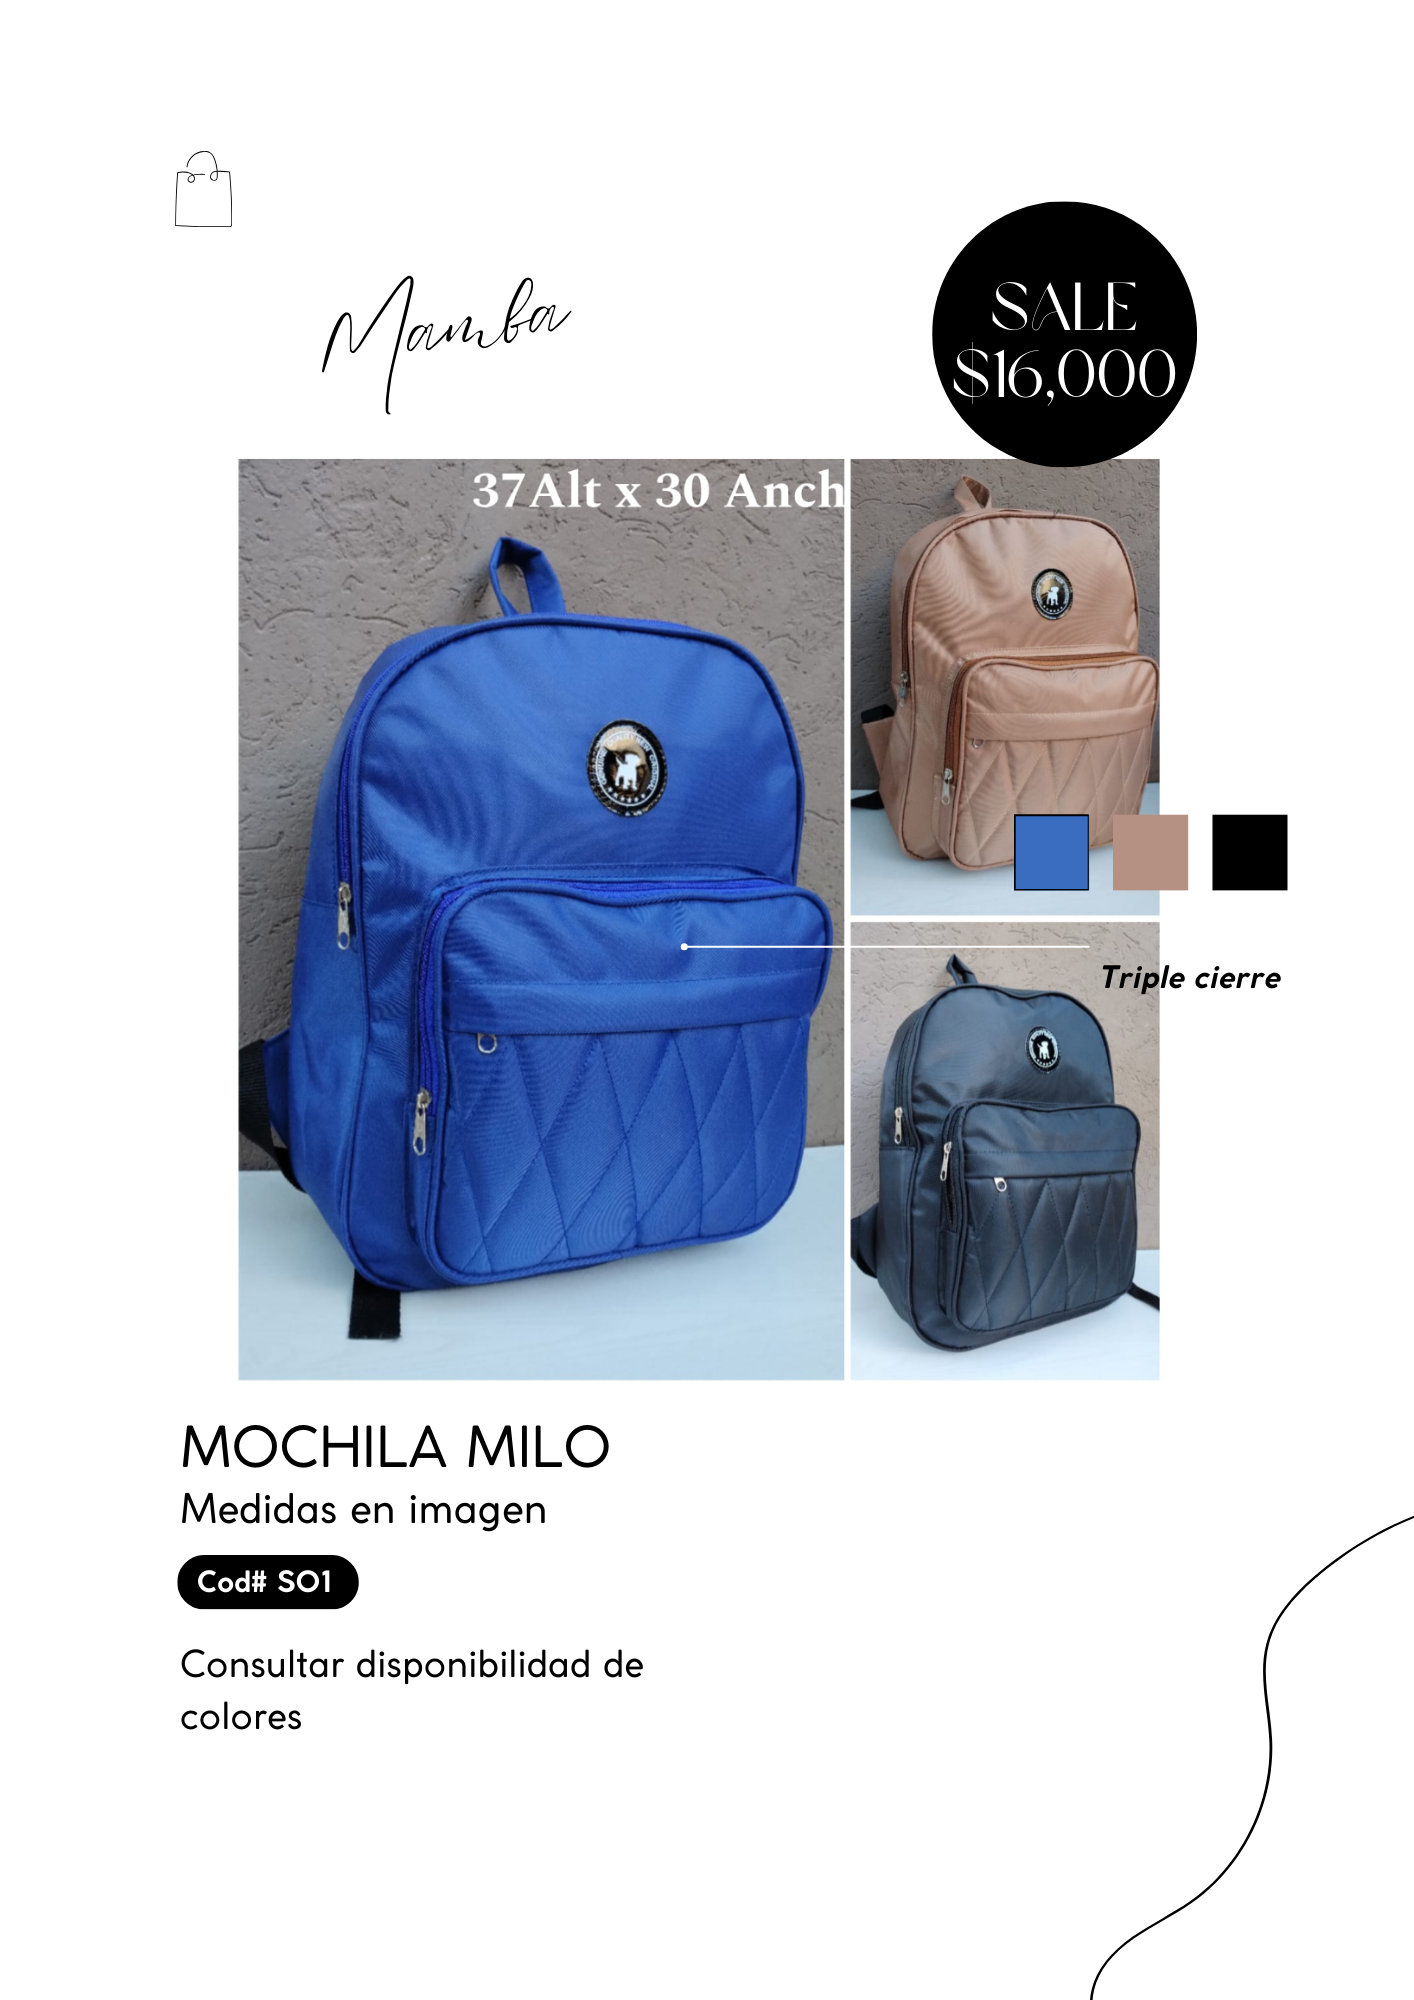 Mamba
SALE
$16,000
37Alt x 30 Anch
Triple cierre
MOCHILA MILO
Medidas en imagen
Cod# SO1
Consultar disponibilidad de
colores